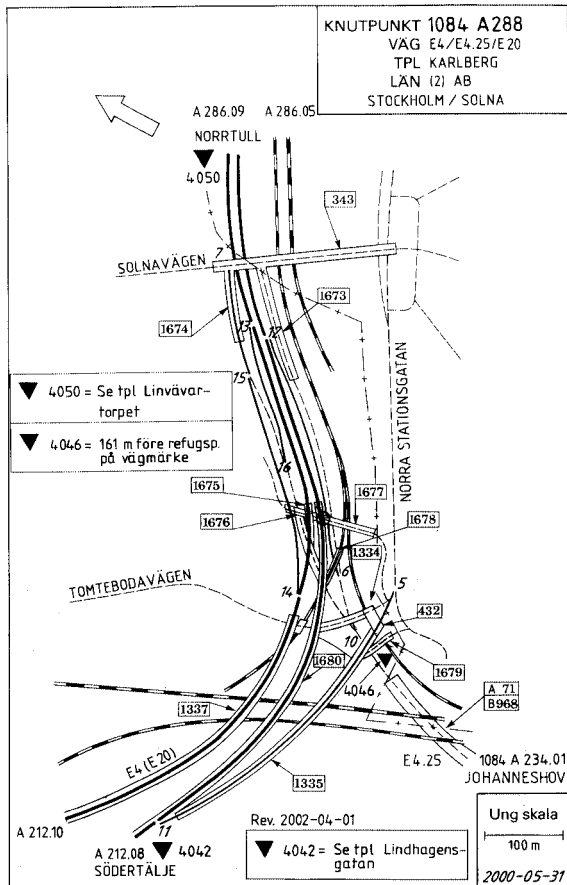 KNUTPUNKT 1084 A288
VÄG E4/E4.25/E20
TPL KARLBERG
LÄN (2) AB
STOCKHOLM / SOLNA
A 286.09
A 286.05
NORRTULL
4050
343
7
SOLNAVÄGEN
1673
1674
13
12
15
4050 = Se tpl Linvävar-
torpet
4046 = 161 m före refugsp.
på vägmärke
NORRA STATIONSGATAN
16
1675
1677
1676
1678
1334
6
5
TOMTEBODAVÄGEN
14
432
10
1680
1679
4046
1337
A 71
B968
E4 (E20)
E4.25
1084 A 234.01
JOHANNESHOV
1335
11
A 212.10
Rev. 2002-04-01
A 212.08
4042
SÖDERTÄLJE
4042 = Se tpl Lindhagens-
gatan
Ung skala
100 m
2000-05-31